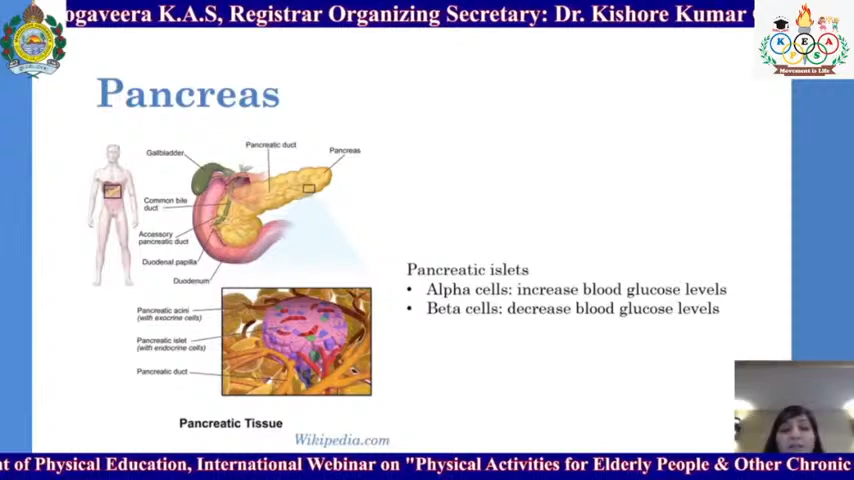 ogaveera K.A.S, Registrar Organizing Secretary: Dr. Kishore Kumar
K E A
F S
Movement is Life
Pancreas
Gallbladder
Pancreatic duct
Pancreas
Common bile
duct
Accessory
pancreatic duct
Duodenal papilla
Duodenum
Pancreatic acini
(with exocrine cells)
Pancreatic islet
(with endocrine cells)
Pancreatic duct
Pancreatic Tissue
Wikipedia.com
Pancreatic islets
• Alpha cells: increase blood glucose levels
• Beta cells: decrease blood glucose levels
t of Physical Education, International Webinar on "Physical Activities for Elderly People & Other Chronic